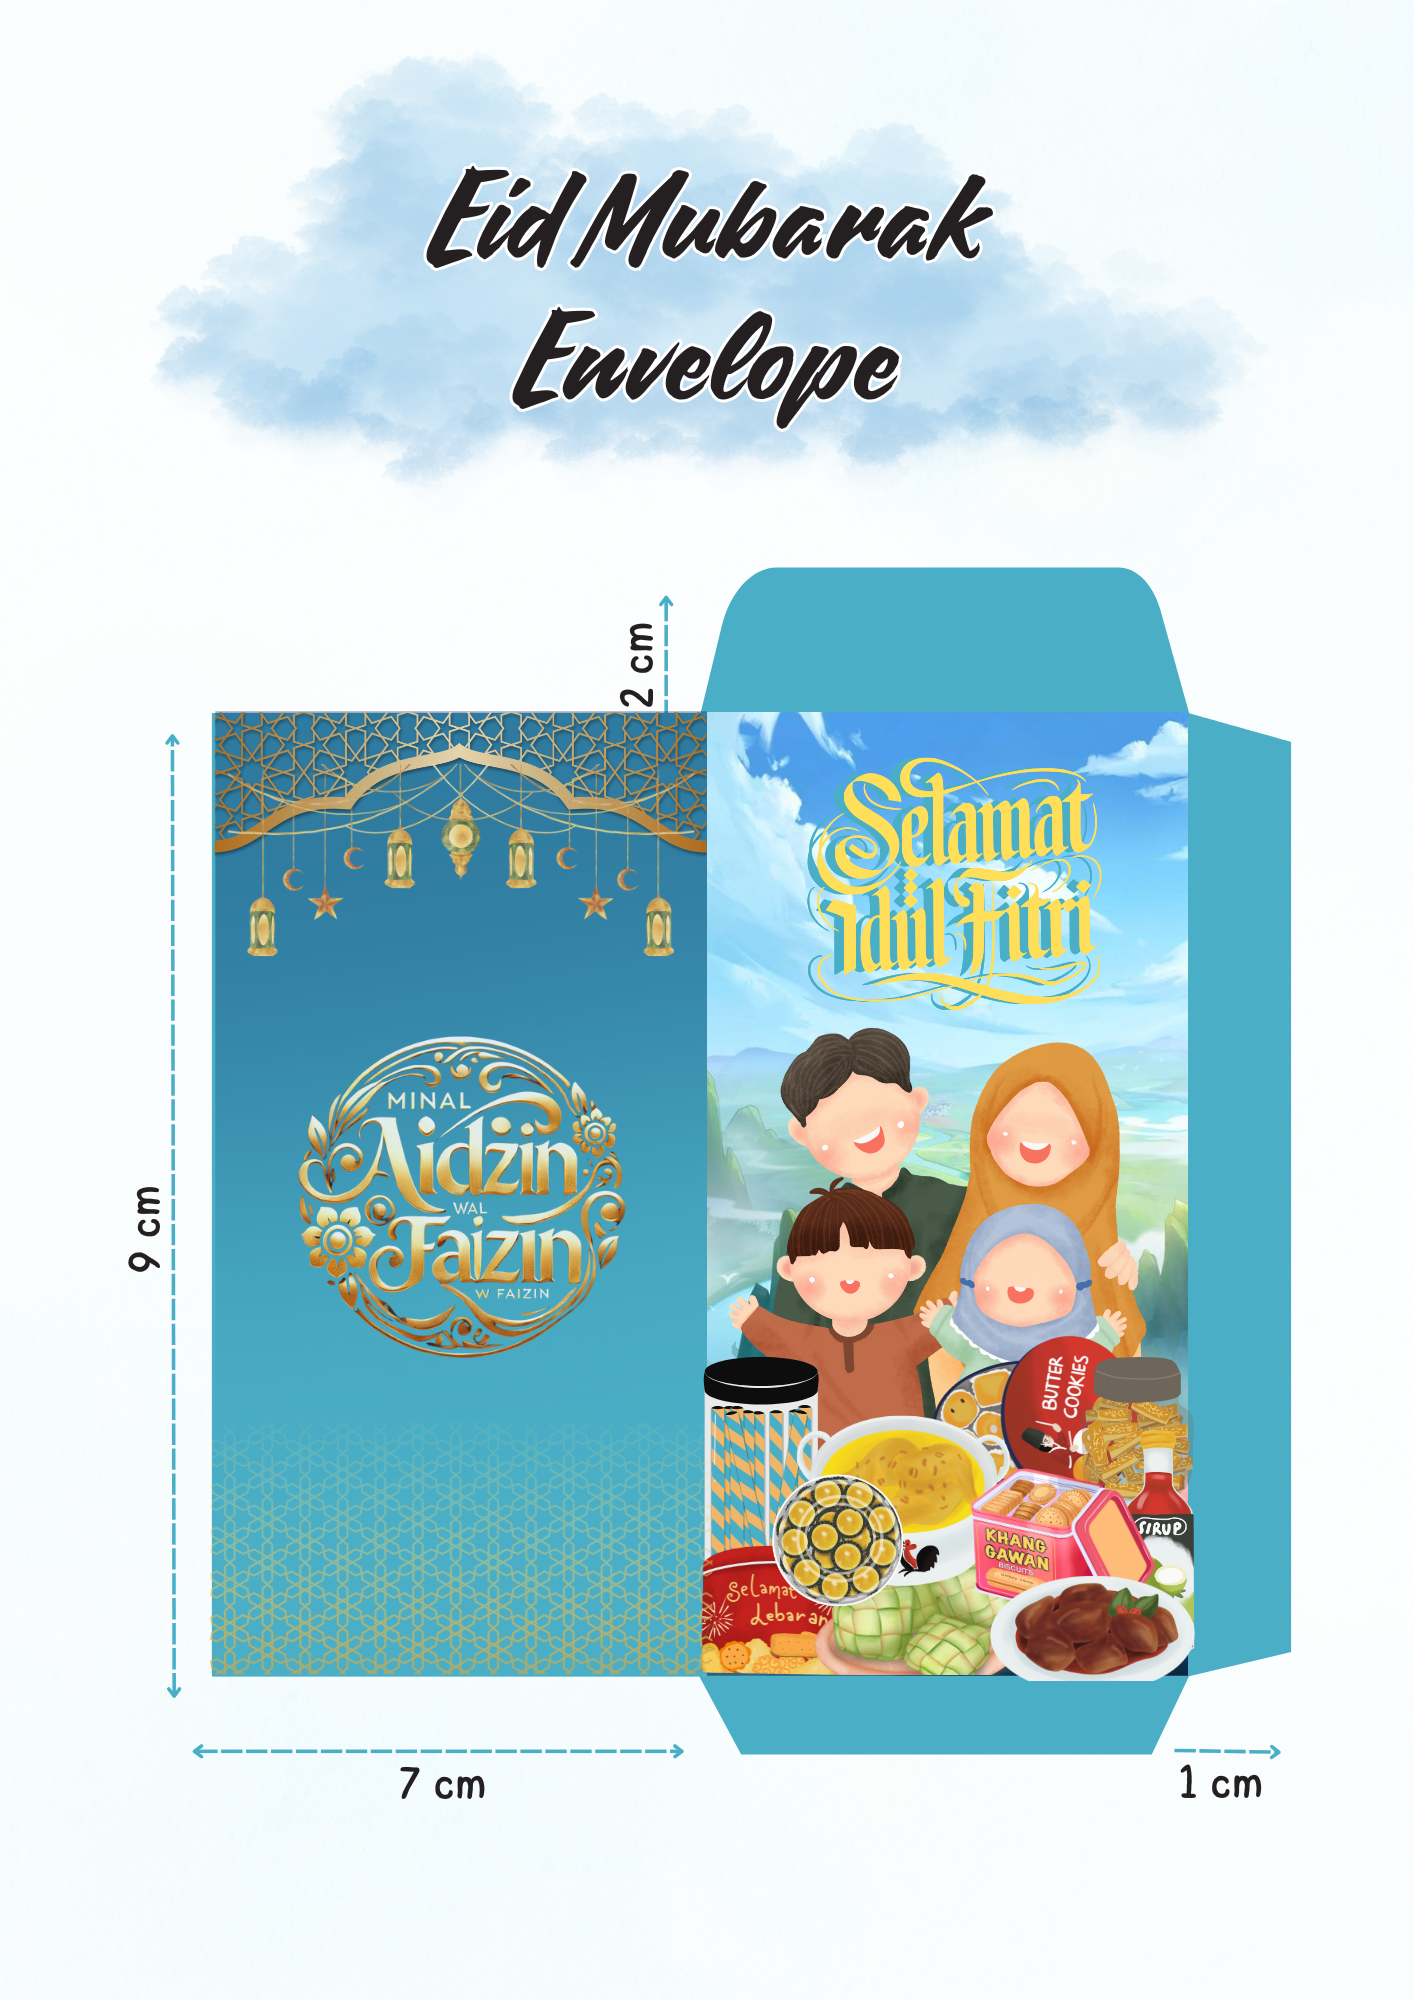 Eid Mubarak
Envelope
2 cm
9 cm
MINAL
Aidzin
WAL
Faizin
W FAIZIN
Selamat
Idul Fitri
BUTTER
COOKIES
SIRUP
KHANG
GAWAN
BISCUITS
Selamat
Lebaran
7 cm
1 cm